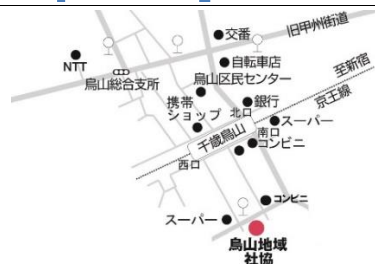 交番
旧甲州街道
自転車店
NTT
烏山総合支所
烏山区民センター
至新宿
京王線
携帯
ショップ
銀行
北口
スーパー
千歳烏山
南口
コンビニ
西口
コンビニ
スーパー
烏山地域
社協